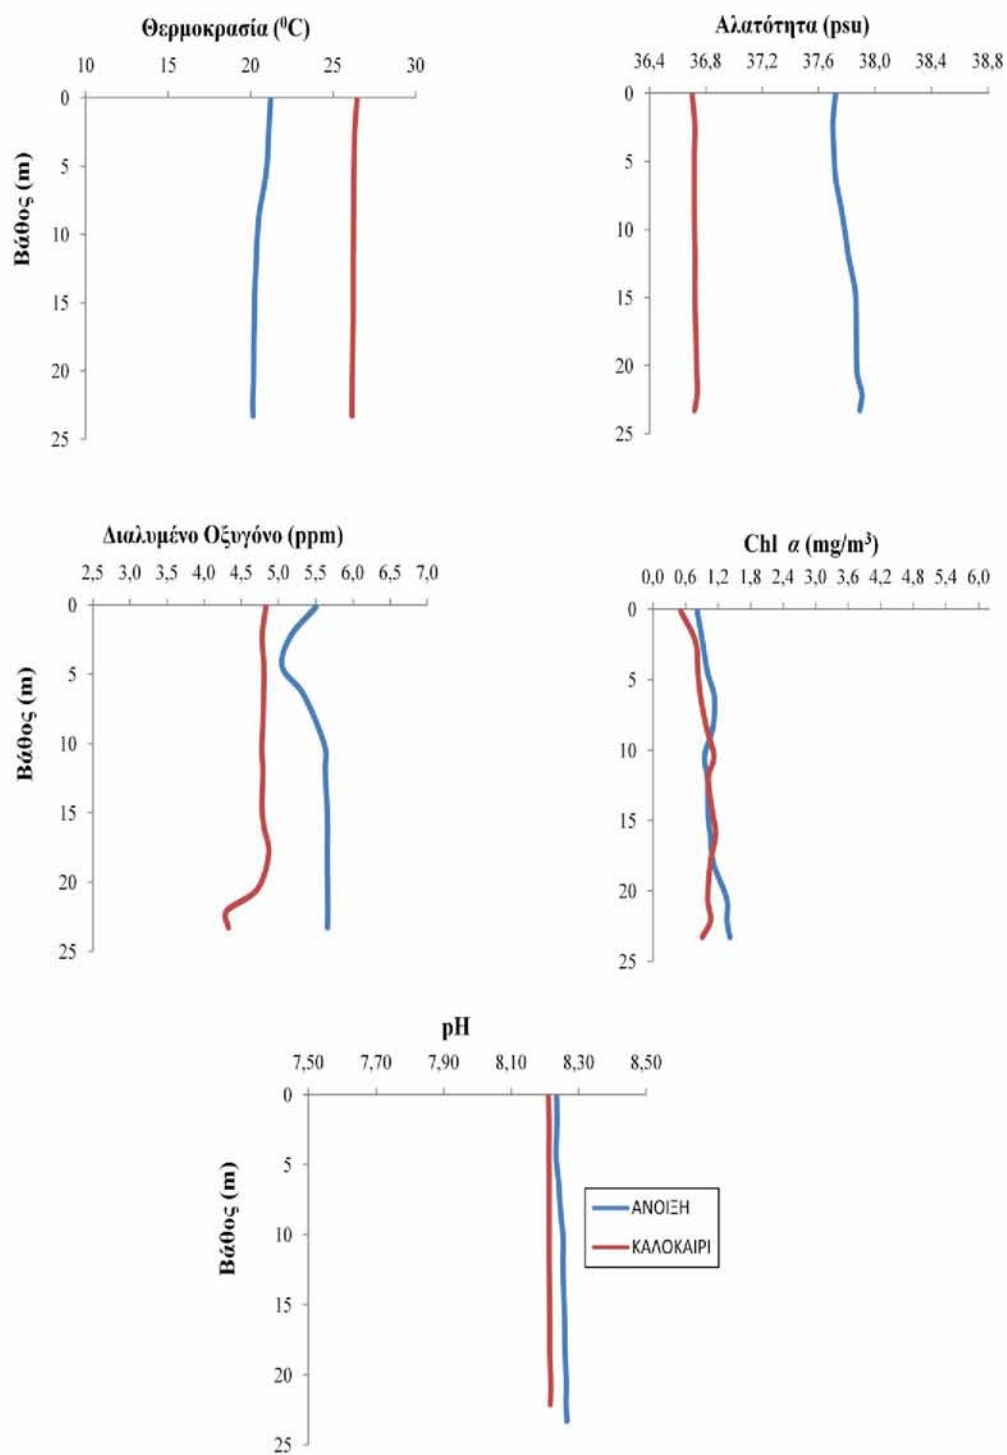 Θερμοκρασία (⁰C)
10 15 20 25 30
0
5
10
15
20
25
Βάθος (m)
Αλατότητα (psu)
36,4 36,8 37,2 37,6 38,0 38,4 38,8
0
5
10
15
20
25
Διαλυμένο Οξυγόνο (ppm)
2,5 3,0 3,5 4,0 4,5 5,0 5,5 6,0 6,5 7,0
0
5
10
15
20
25
Βάθος (m)
Chl α (mg/m³)
0,0 0,6 1,2 1,8 2,4 3,0 3,6 4,2 4,8 5,4 6,0
0
5
10
15
20
25
pH
7,50 7,70 7,90 8,10 8,30 8,50
0
5
10
15
20
25
Βάθος (m)
ΑΝΟΙΞΗ
ΚΑΛΟΚΑΙΡΙ